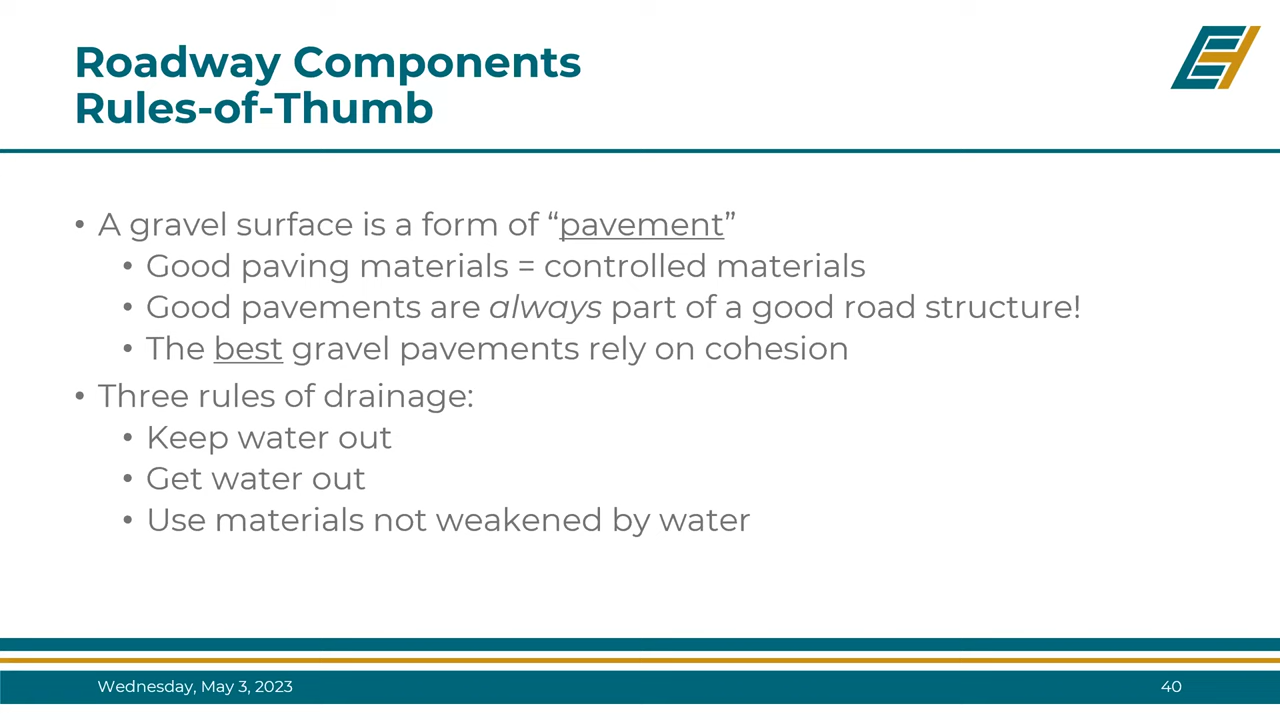 Roadway Components
Rules-of-Thumb
• A gravel surface is a form of “pavement”
• Good paving materials = controlled materials
• Good pavements are always part of a good road structure!
• The best gravel pavements rely on cohesion
• Three rules of drainage:
• Keep water out
• Get water out
• Use materials not weakened by water
Wednesday, May 3, 2023
40